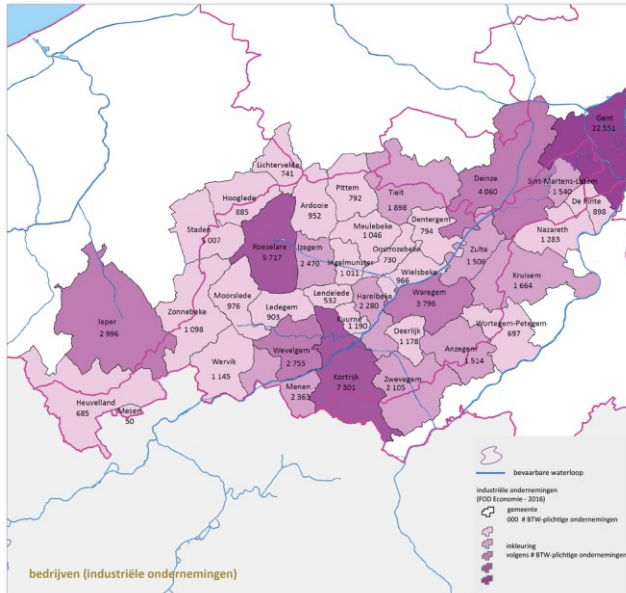 Gent
22 551
Lichtervelde
741
Pittem
792
Tielt
1 898
Deinze
4 060
Sint-Martens-Latem
1 540
De Pinte
898
Hooglede
885
Ardooie
952
Meulebeke
1 046
Dentergem
794
Nazareth
1 283
Staden
1 007
Roeselare
5 717
Izegem
2 470
Ingelmunster
1 011
Oostrozebeke
730
Zulte
1 506
Wielsbeke
966
Kruisem
1 664
Ieper
2 996
Zonnebeke
1 098
Moorslede
976
Ledegem
903
Lendelede
532
Harelbeke
2 280
Waregem
3 796
Kuurne
1 190
Deerlijk
1 178
Wortegem-Petegem
697
Wervik
1 145
Wevelgem
2 755
Anzegem
1 514
Menen
2 363
Kortrijk
7 301
Zwevegem
2 105
Heuvelland
685
Mesen
50
bevaarbare waterloop
industriële ondernemingen
(FOD Economie - 2016)
gemeente
000 # BTW-plichtige ondernemingen
inkleuring
volgens # BTW-plichtige ondernemingen
bedrijven (industriële ondernemingen)